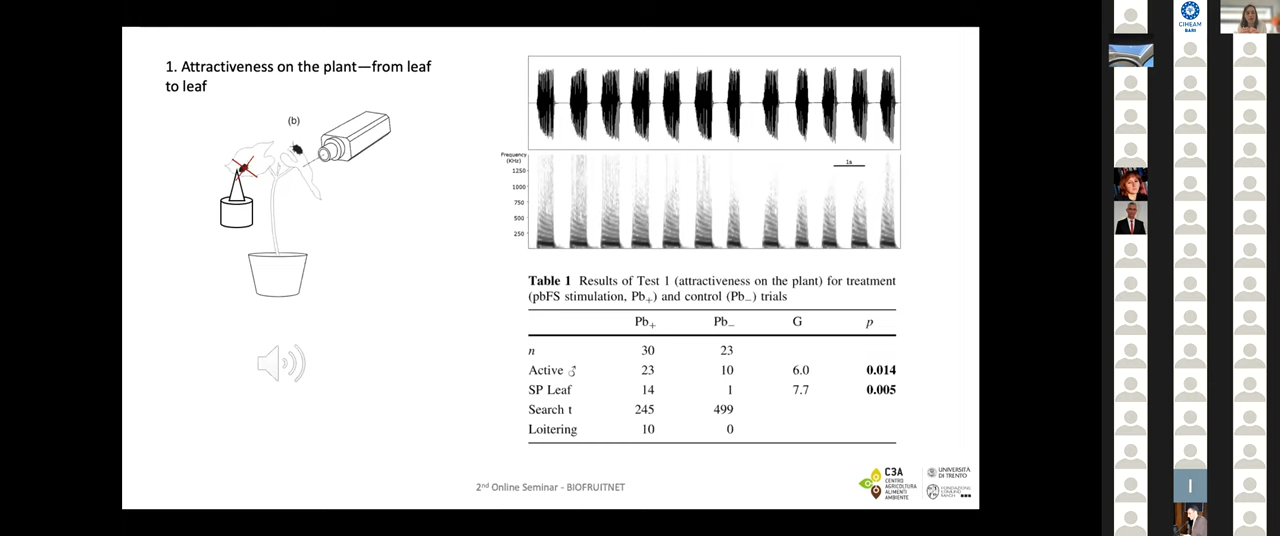 1. Attractiveness on the plant—from leaf
to leaf
(b)
Frequency
(KHz)
1250
1000
750
500
250
1s
Table 1 Results of Test 1 (attractiveness on the plant) for treatment
(pbFS stimulation, Pb+) and control (Pb−) trials
Pb+ Pb− G p
n 30 23
Active ♂ 23 10 6.0 0.014
SP Leaf 14 1 7.7 0.005
Search t 245 499
Loitering 10 0
2nd Online Seminar - BIOFRUITNET
C3A
CENTRO
AGRICOLTURA
ALIMENTI
AMBIENTE
UNIVERSITÀ
DI TRENTO
FONDAZIONE
EDMUND
MACH
CIHEAM
BARI
I